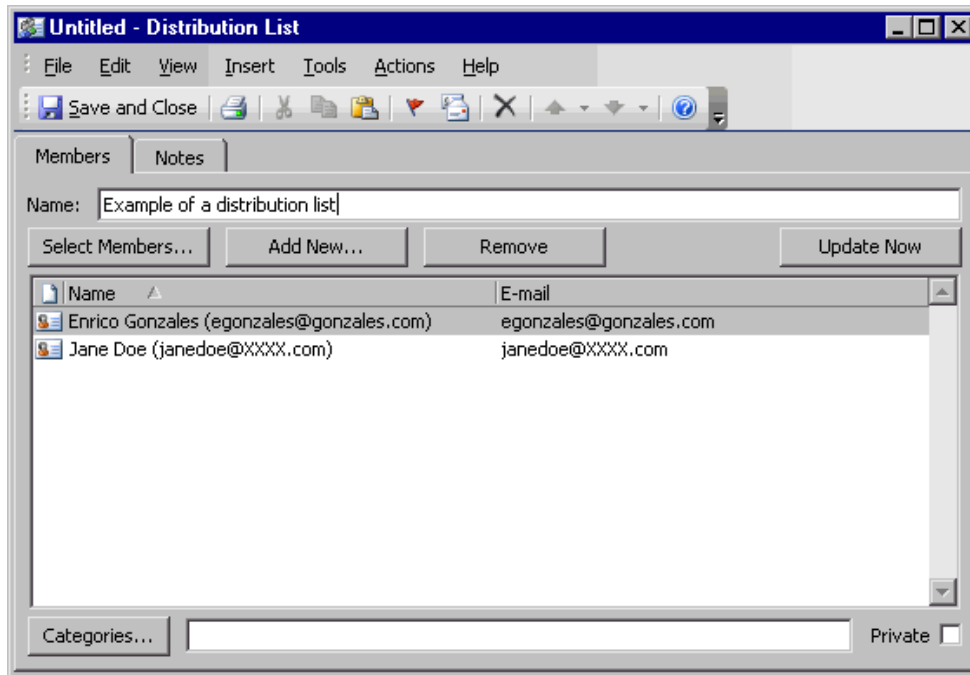 Untitled - Distribution List
File Edit View Insert Tools Actions Help
Save and Close
Members Notes
Name: Example of a distribution list
Select Members... Add New... Remove Update Now
Name E-mail
Enrico Gonzales (egonzales@gonzales.com) egonzales@gonzales.com
Jane Doe (janedoe@XXXX.com) janedoe@XXXX.com
Categories... Private